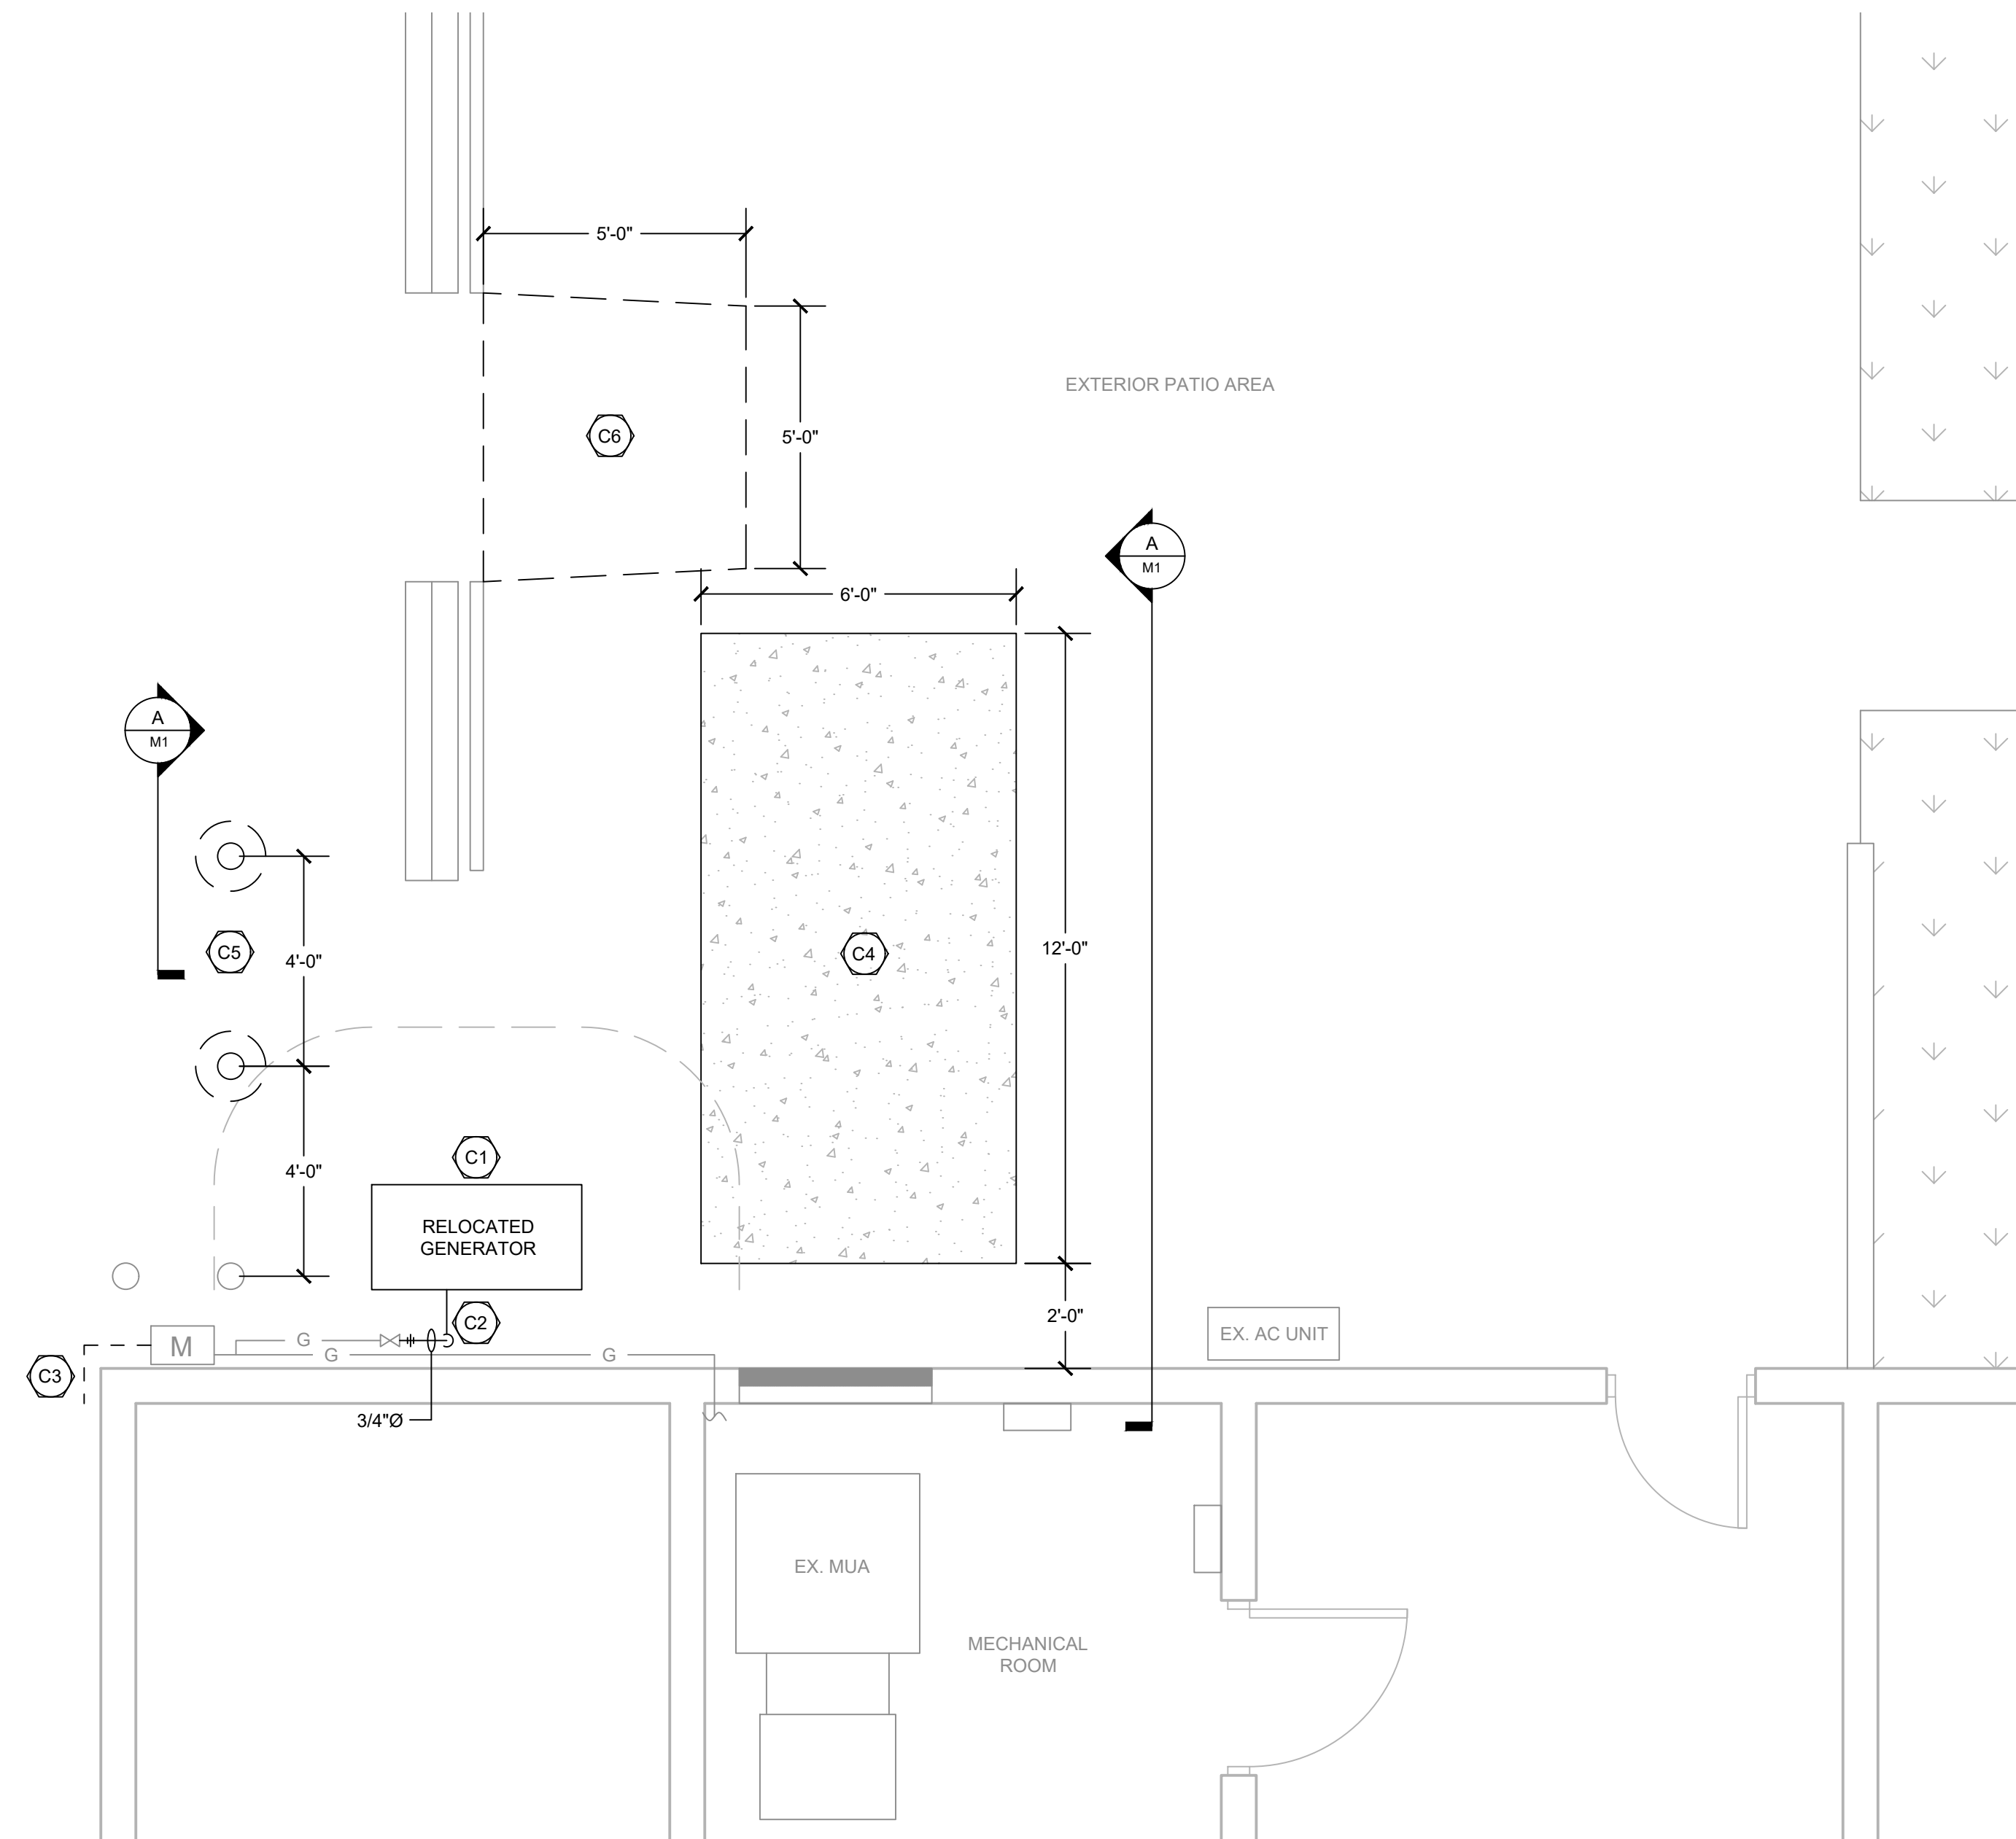 5'-0"
EXTERIOR PATIO AREA
C6
5'-0"
A
M1
6'-0"
A
M1
C5
4'-0"
C4
12'-0"
C1
4'-0"
RELOCATED
GENERATOR
2'-0"
C2
EX. AC UNIT
M
G
G
G
C3
3/4"Ø
EX. MUA
MECHANICAL
ROOM